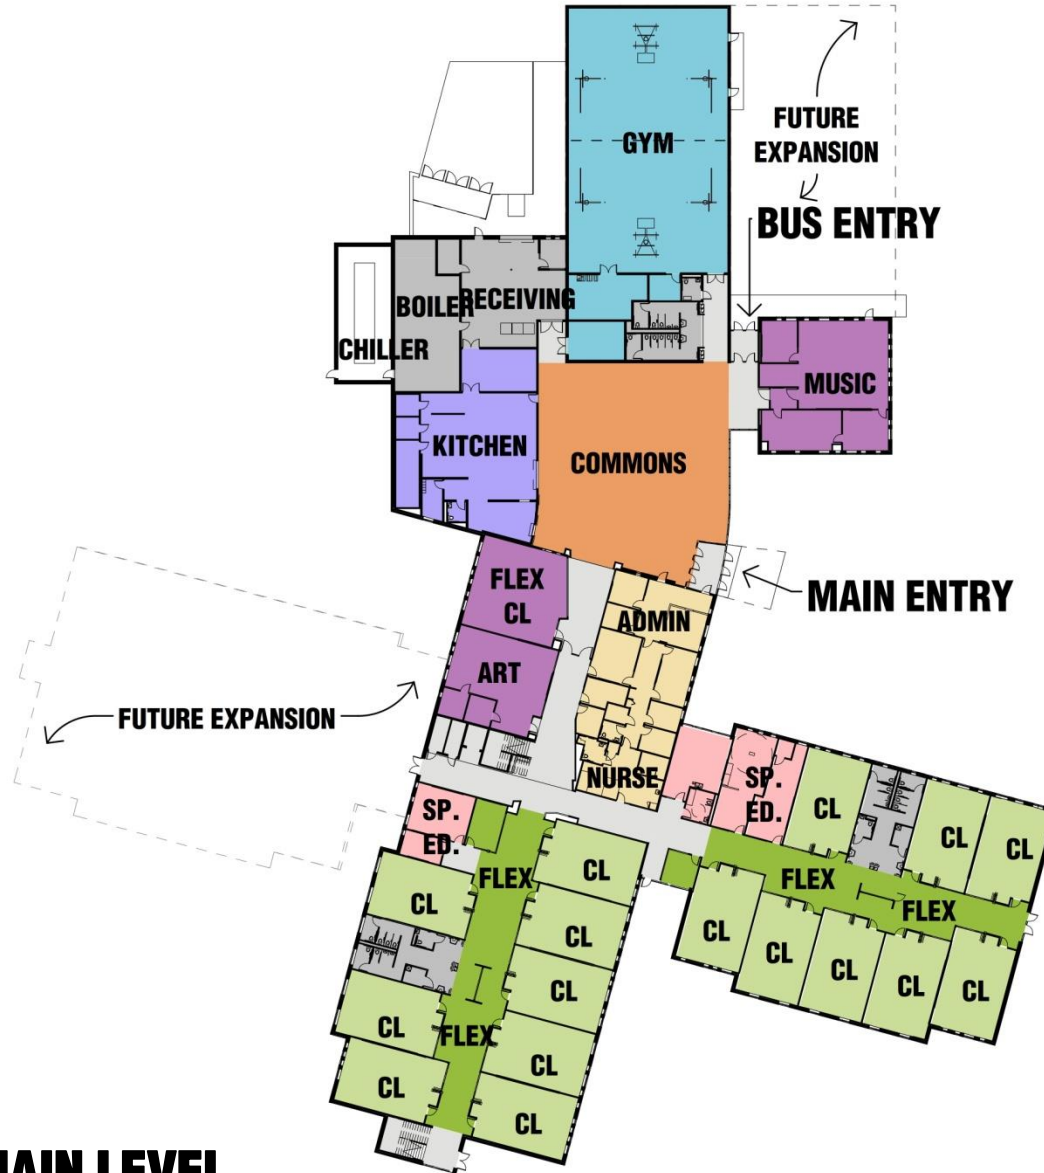 GYM
FUTURE
EXPANSION
BUS ENTRY
BOILER
RECEIVING
CHILLER
MUSIC
KITCHEN
COMMONS
FLEX
CL
ADMIN
MAIN ENTRY
ART
FUTURE EXPANSION
NURSE
SP.
ED.
CL
CL
CL
FLEX
FLEX
CL
CL
CL
CL
CL
SP.
ED.
FLEX
CL
CL
CL
CL
CL
FLEX
CL
CL
CL
MAIN LEVEL